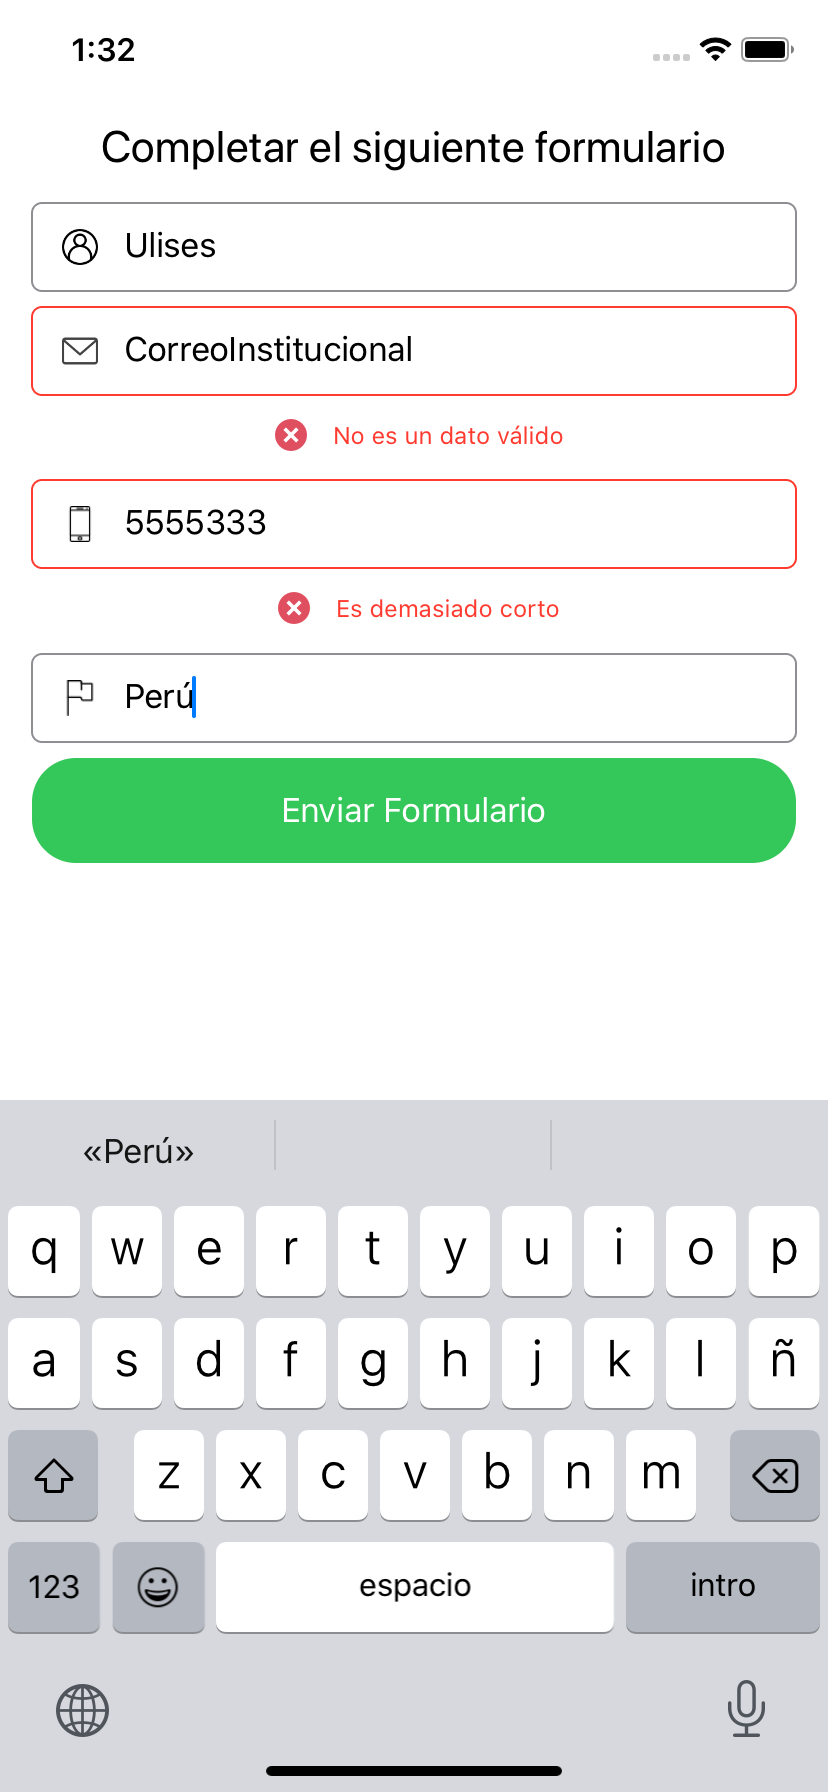 1:32
Completar el siguiente formulario
Ulises
CorreoInstitucional
No es un dato válido
5555333
Es demasiado corto
Perú
Enviar Formulario
«Perú»
q w e r t y u i o p
a s d f g h j k l ñ
z x c v b n m
123 espacio intro